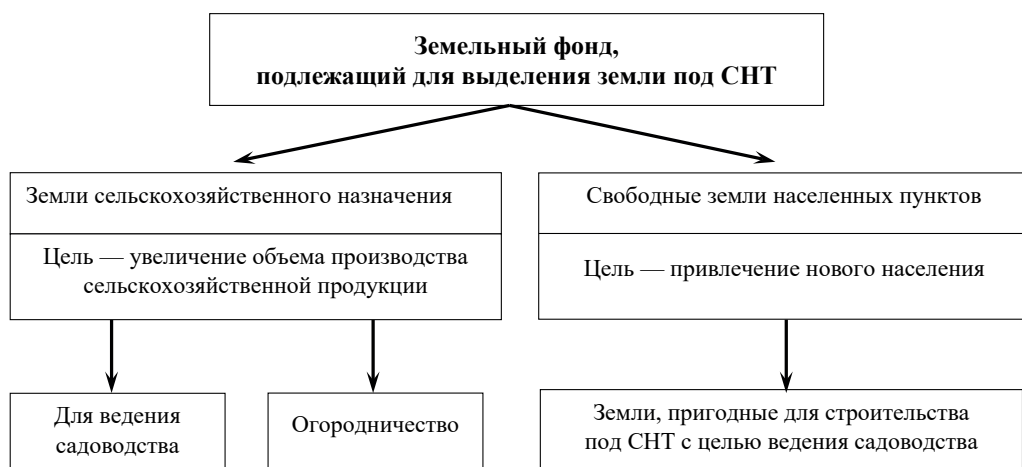 Земельный фонд,
подлежащий для выделения земли под СНТ
Земли сельскохозяйственного назначения
Цель — увеличение объема производства
сельскохозяйственной продукции
Свободные земли населенных пунктов
Цель — привлечение нового населения
Для ведения
садоводства
Огородничество
Земли, пригодные для строительства
под СНТ с целью ведения садоводства